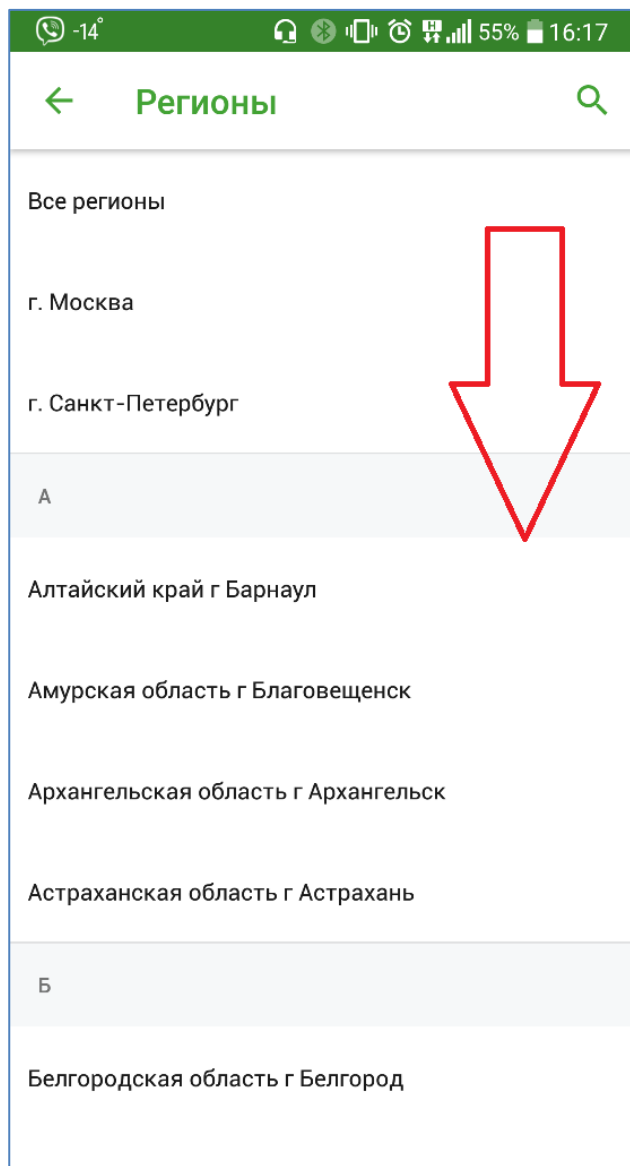 -14° 55% 16:17
Регионы
Все регионы
г. Москва
г. Санкт-Петербург
А
Алтайский край г Барнаул
Амурская область г Благовещенск
Архангельская область г Архангельск
Астраханская область г Астрахань
Б
Белгородская область г Белгород